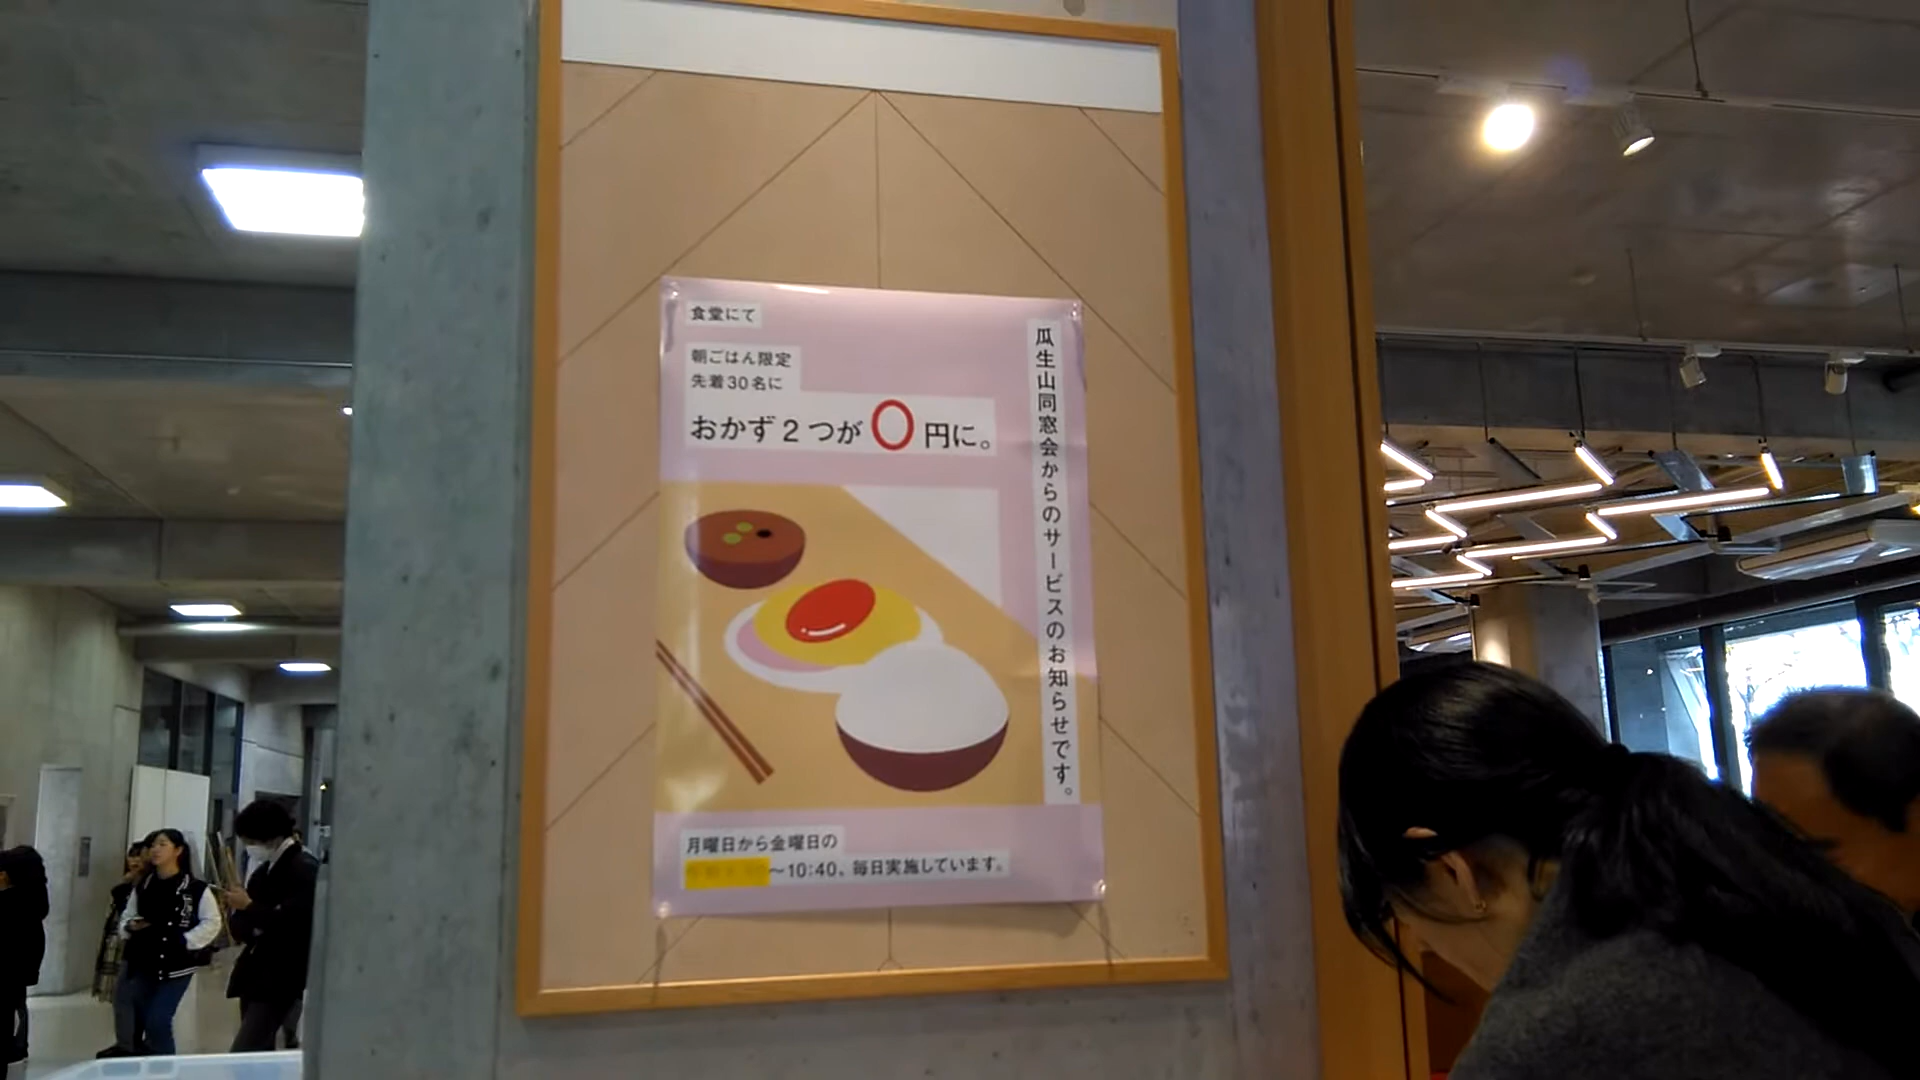 食堂にて
朝ごはん限定
先着30名に
おかず2つが0円に。
瓜生山同窓会からのサービスのお知らせです。
月曜日から金曜日の
〜10:40、毎日実施しています。